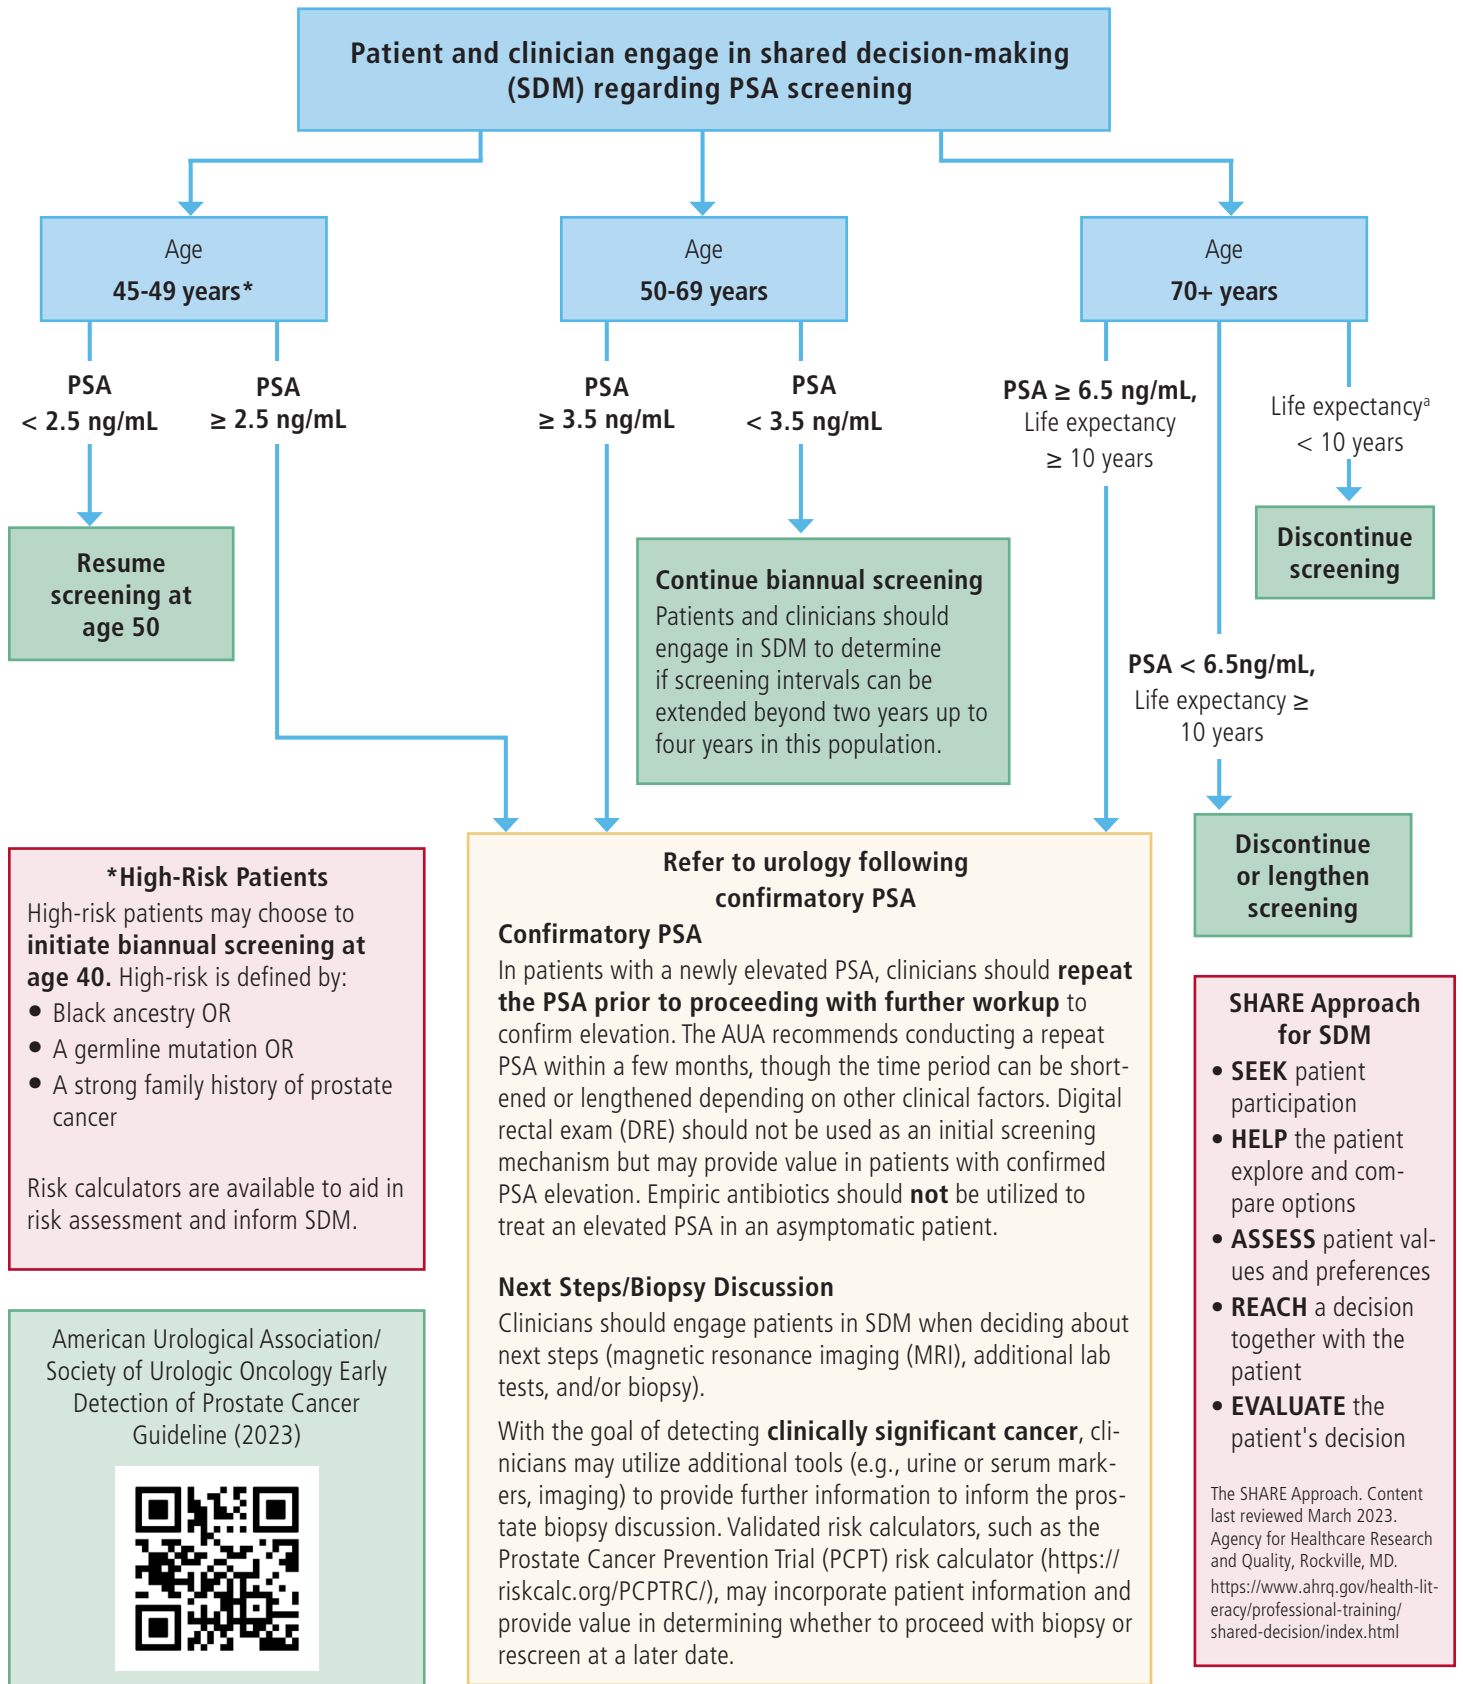 Patient and clinician engage in shared decision-making
(SDM) regarding PSA screening
Age
45-49 years*
Age
50-69 years
Age
70+ years
PSA
< 2.5 ng/mL
PSA
≥ 2.5 ng/mL
PSA
≥ 3.5 ng/mL
PSA
< 3.5 ng/mL
PSA ≥ 6.5 ng/mL,
Life expectancy
≥ 10 years
Life expectancyᵃ
< 10 years
Resume
screening at
age 50
Continue biannual screening
Patients and clinicians should
engage in SDM to determine
if screening intervals can be
extended beyond two years up to
four years in this population.
Discontinue
screening
PSA < 6.5ng/mL,
Life expectancy ≥
10 years
Discontinue
or lengthen
screening
*High-Risk Patients
High-risk patients may choose to
initiate biannual screening at
age 40. High-risk is defined by:
• Black ancestry OR
• A germline mutation OR
• A strong family history of prostate
cancer
Risk calculators are available to aid in
risk assessment and inform SDM.
American Urological Association/
Society of Urologic Oncology Early
Detection of Prostate Cancer
Guideline (2023)
Refer to urology following
confirmatory PSA
Confirmatory PSA
In patients with a newly elevated PSA, clinicians should repeat
the PSA prior to proceeding with further workup to
confirm elevation. The AUA recommends conducting a repeat
PSA within a few months, though the time period can be short-
ened or lengthened depending on other clinical factors. Digital
rectal exam (DRE) should not be used as an initial screening
mechanism but may provide value in patients with confirmed
PSA elevation. Empiric antibiotics should not be utilized to
treat an elevated PSA in an asymptomatic patient.
Next Steps/Biopsy Discussion
Clinicians should engage patients in SDM when deciding about
next steps (magnetic resonance imaging (MRI), additional lab
tests, and/or biopsy).
With the goal of detecting clinically significant cancer, cli-
nicians may utilize additional tools (e.g., urine or serum mark-
ers, imaging) to provide further information to inform the pros-
tate biopsy discussion. Validated risk calculators, such as the
Prostate Cancer Prevention Trial (PCPT) risk calculator (https://
riskcalc.org/PCPTRC/), may incorporate patient information and
provide value in determining whether to proceed with biopsy or
rescreen at a later date.
SHARE Approach
for SDM
• SEEK patient
participation
• HELP the patient
explore and com-
pare options
• ASSESS patient val-
ues and preferences
• REACH a decision
together with the
patient
• EVALUATE the
patient's decision
The SHARE Approach. Content
last reviewed March 2023.
Agency for Healthcare Research
and Quality, Rockville, MD.
https://www.ahrq.gov/health-lit-
eracy/professional-training/
shared-decision/index.html